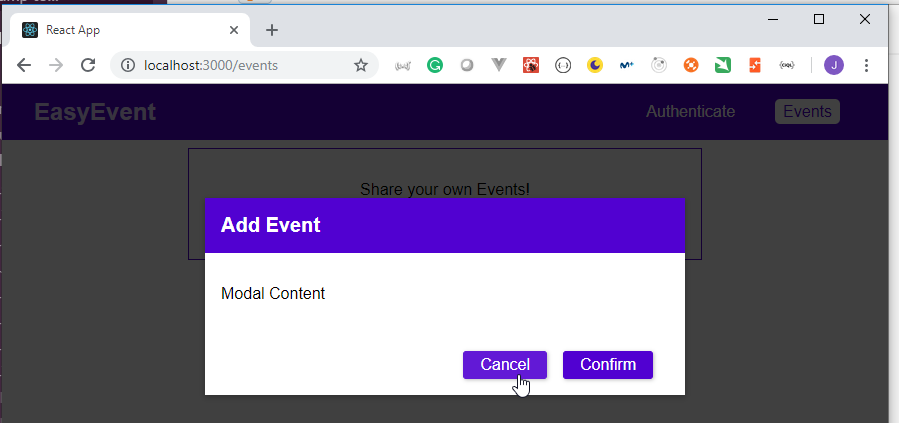 React App
localhost:3000/events
J
EasyEvent
Authenticate
Events
Share your own Events!
Add Event
Modal Content
Cancel
Confirm